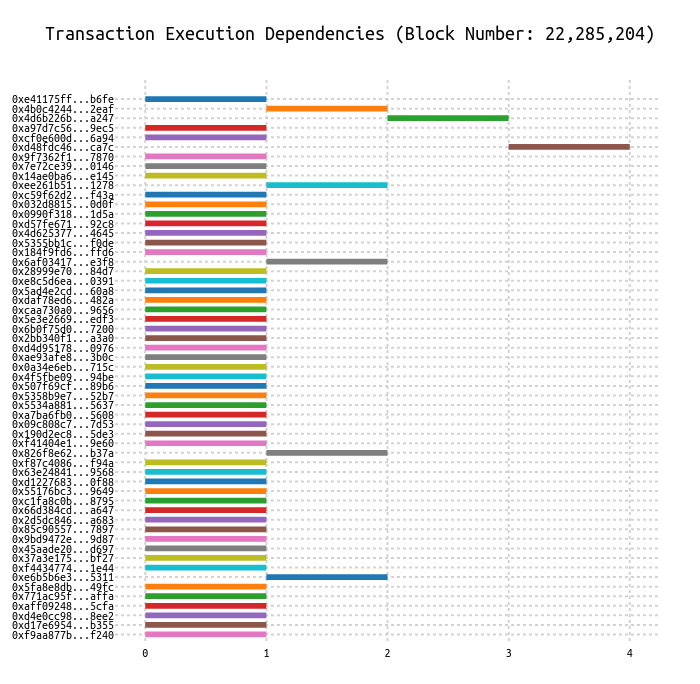 Transaction Execution Dependencies (Block Number: 22,285,204)
0xe41175ff...b6fe
0x4b0c4244...2eaf
0x4d6b226b...a247
0xa97d7c56...9ec5
0xcf0e600d...6a94
0xd48fdc46...ca7c
0x9f7362f1...7870
0x7e72ce39...0146
0x14ae0ba6...e145
0xee261b51...1278
0xc59f62d2...f43a
0x032d8815...0d0f
0x0990f318...1d5a
0xd57fe671...92c8
0x4d625377...4645
0x5355bb1c...f0de
0x184f9fd6...ffd6
0x6af03417...e3f8
0x28999e70...84d7
0xe8c5d6ea...0391
0x5ad4e2cd...60a8
0xdaf78ed6...482a
0xcaa730a0...9656
0x5e3e2669...edf3
0x6b0f75d0...7200
0x2bb340f1...a3a0
0xd4d95178...0976
0xae93afe8...3b0c
0x0a34e6eb...715c
0x4f5fbe09...94be
0x507f69cf...89b6
0x5358b9e7...52b7
0x5534a881...5637
0xa7ba6fb0...5608
0x09c808c7...7d53
0x190d2ec8...5de3
0xf41404e1...9e60
0x826f8e62...b37a
0xf87c4086...f94a
0x63e24841...9568
0xd1227683...0f88
0x55176bc3...9649
0xc1fa8c0b...8795
0x66d384cd...a647
0x2d5dc846...a683
0x85c90557...7897
0x9bd9472e...9d87
0x45aade20...d697
0x37a3e175...bf27
0xf4434774...1e44
0xe6b5b6e3...5311
0x5fa8e8db...49fc
0x771ac95f...affa
0xaff09248...5cfa
0xd4e0cc98...8ee2
0xd17e6954...b355
0xf9aa877b...f240
0 1 2 3 4